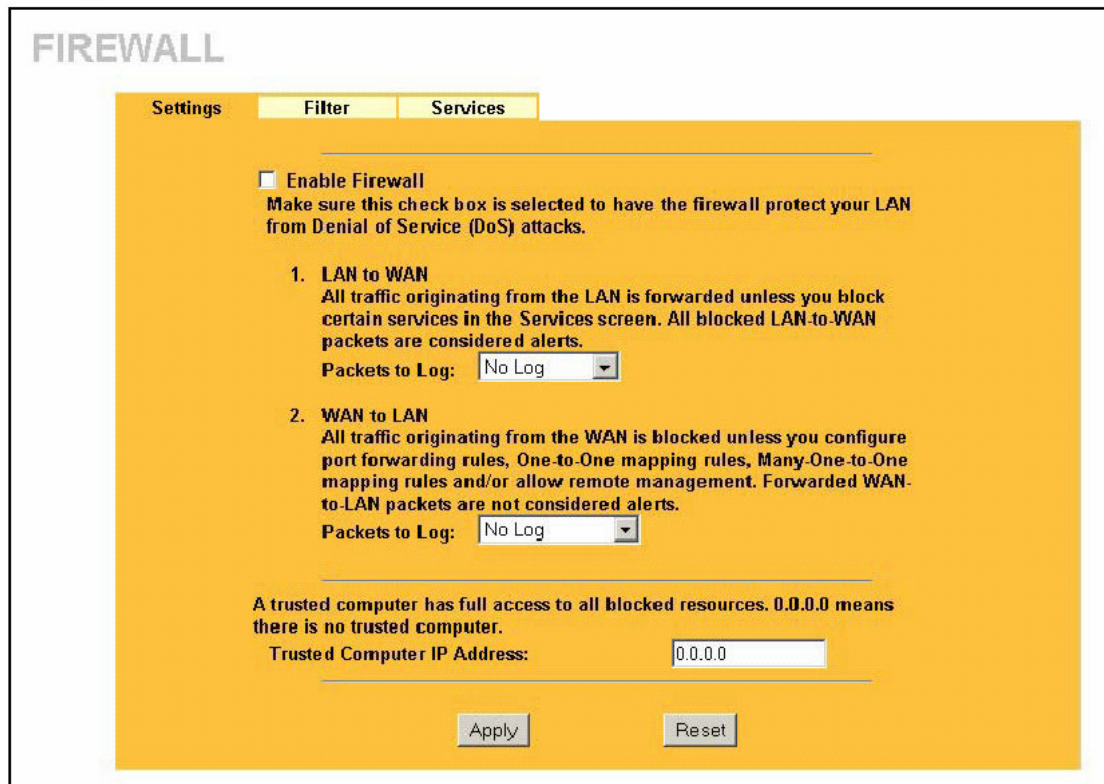 FIREWALL
Settings
Filter
Services
Enable Firewall
Make sure this check box is selected to have the firewall protect your LAN
from Denial of Service (DoS) attacks.
1. LAN to WAN
All traffic originating from the LAN is forwarded unless you block
certain services in the Services screen. All blocked LAN-to-WAN
packets are considered alerts.
Packets to Log: No Log
2. WAN to LAN
All traffic originating from the WAN is blocked unless you configure
port forwarding rules, One-to-One mapping rules, Many-One-to-One
mapping rules and/or allow remote management. Forwarded WAN-
to-LAN packets are not considered alerts.
Packets to Log: No Log
A trusted computer has full access to all blocked resources. 0.0.0.0 means
there is no trusted computer.
Trusted Computer IP Address: 0.0.0.0
Apply
Reset